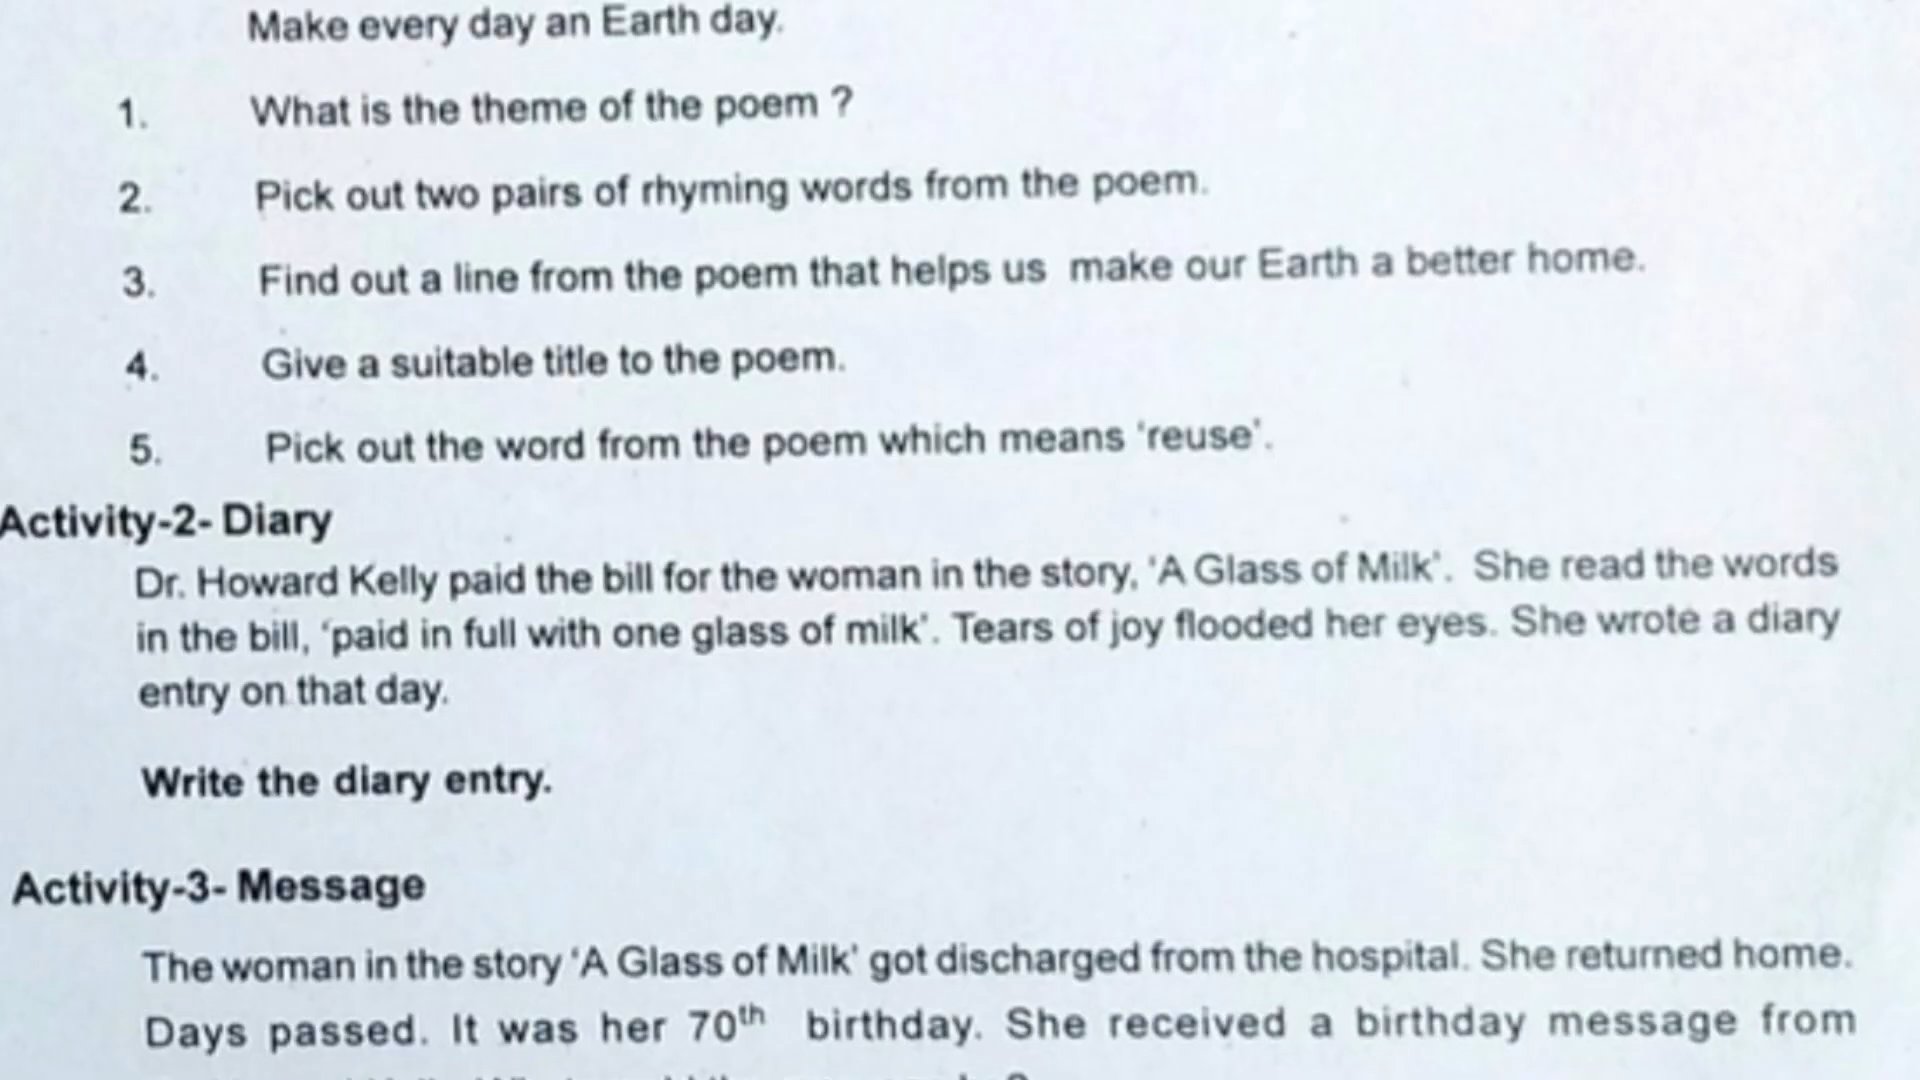 Make every day an Earth day.
1. What is the theme of the poem ?
2. Pick out two pairs of rhyming words from the poem.
3. Find out a line from the poem that helps us make our Earth a better home.
4. Give a suitable title to the poem.
5. Pick out the word from the poem which means ‘reuse’.
Activity-2- Diary
Dr. Howard Kelly paid the bill for the woman in the story, ‘A Glass of Milk’. She read the words
in the bill, ‘paid in full with one glass of milk’. Tears of joy flooded her eyes. She wrote a diary
entry on that day.
Write the diary entry.
Activity-3- Message
The woman in the story ‘A Glass of Milk’ got discharged from the hospital. She returned home.
Days passed. It was her 70th birthday. She received a birthday message from